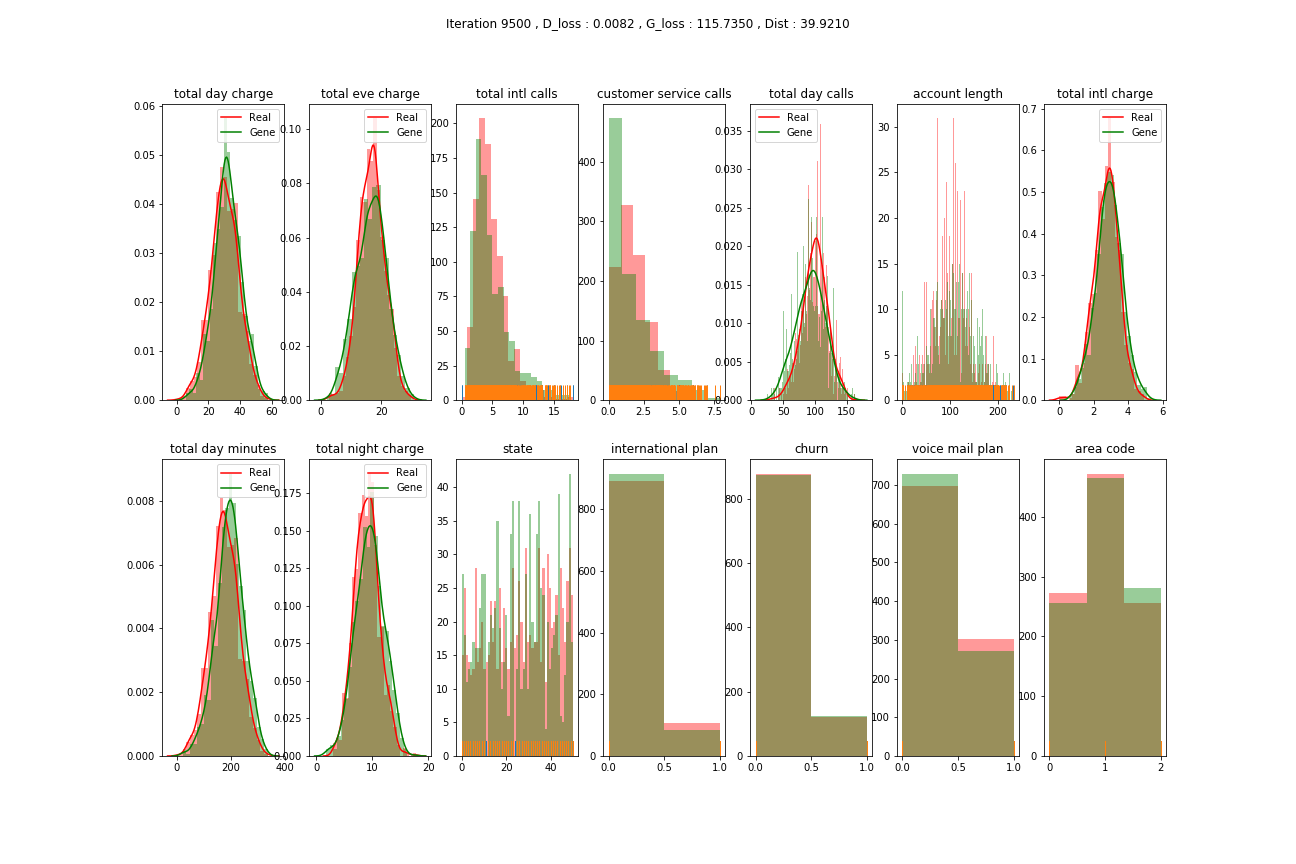 Iteration 9500 , D_loss : 0.0082 , G_loss : 115.7350 , Dist : 39.9210
total day charge
0.06
0.05
0.04
0.03
0.02
0.01
0.00
0 20 40 60
Real
Gene
total eve charge
0.10
0.08
0.06
0.04
0.02
0.00
0 20
Real
Gene
total intl calls
200
175
150
125
100
75
50
25
0
0 5 10 15
customer service calls
400
300
200
100
0
0.0 2.5 5.0 7.5
total day calls
0.035
0.030
0.025
0.020
0.015
0.010
0.005
0.000
0 50 100 150
Real
Gene
account length
30
25
20
15
10
5
0
0 100 200
total intl charge
0.7
0.6
0.5
0.4
0.3
0.2
0.1
0.0
0 2 4 6
Real
Gene
total day minutes
0.008
0.006
0.004
0.002
0.000
0 200 400
Real
Gene
total night charge
0.175
0.150
0.125
0.100
0.075
0.050
0.025
0.000
0 10 20
Real
Gene
state
40
35
30
25
20
15
10
5
0
0 20 40
international plan
800
600
400
200
0
0.0 0.5 1.0
churn
800
600
400
200
0
0.0 0.5 1.0
voice mail plan
700
600
500
400
300
200
100
0
0.0 0.5 1.0
area code
400
300
200
100
0
0 1 2